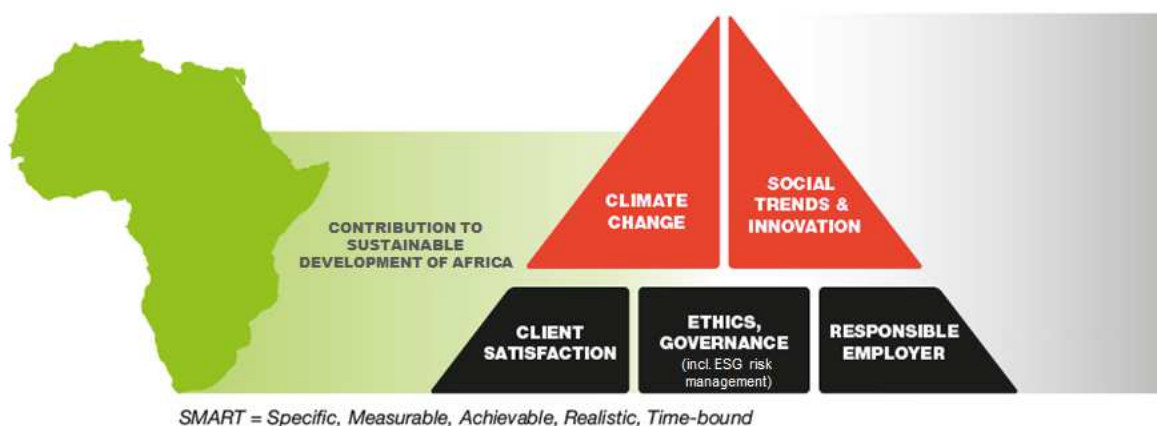 CLIMATE
CHANGE
SOCIAL
TRENDS &
INNOVATION
CONTRIBUTION TO
SUSTAINABLE
DEVELOPMENT OF AFRICA
CLIENT
SATISFACTION
ETHICS,
GOVERNANCE
(incl. ESG risk
management)
RESPONSIBLE
EMPLOYER
SMART = Specific, Measurable, Achievable, Realistic, Time-bound